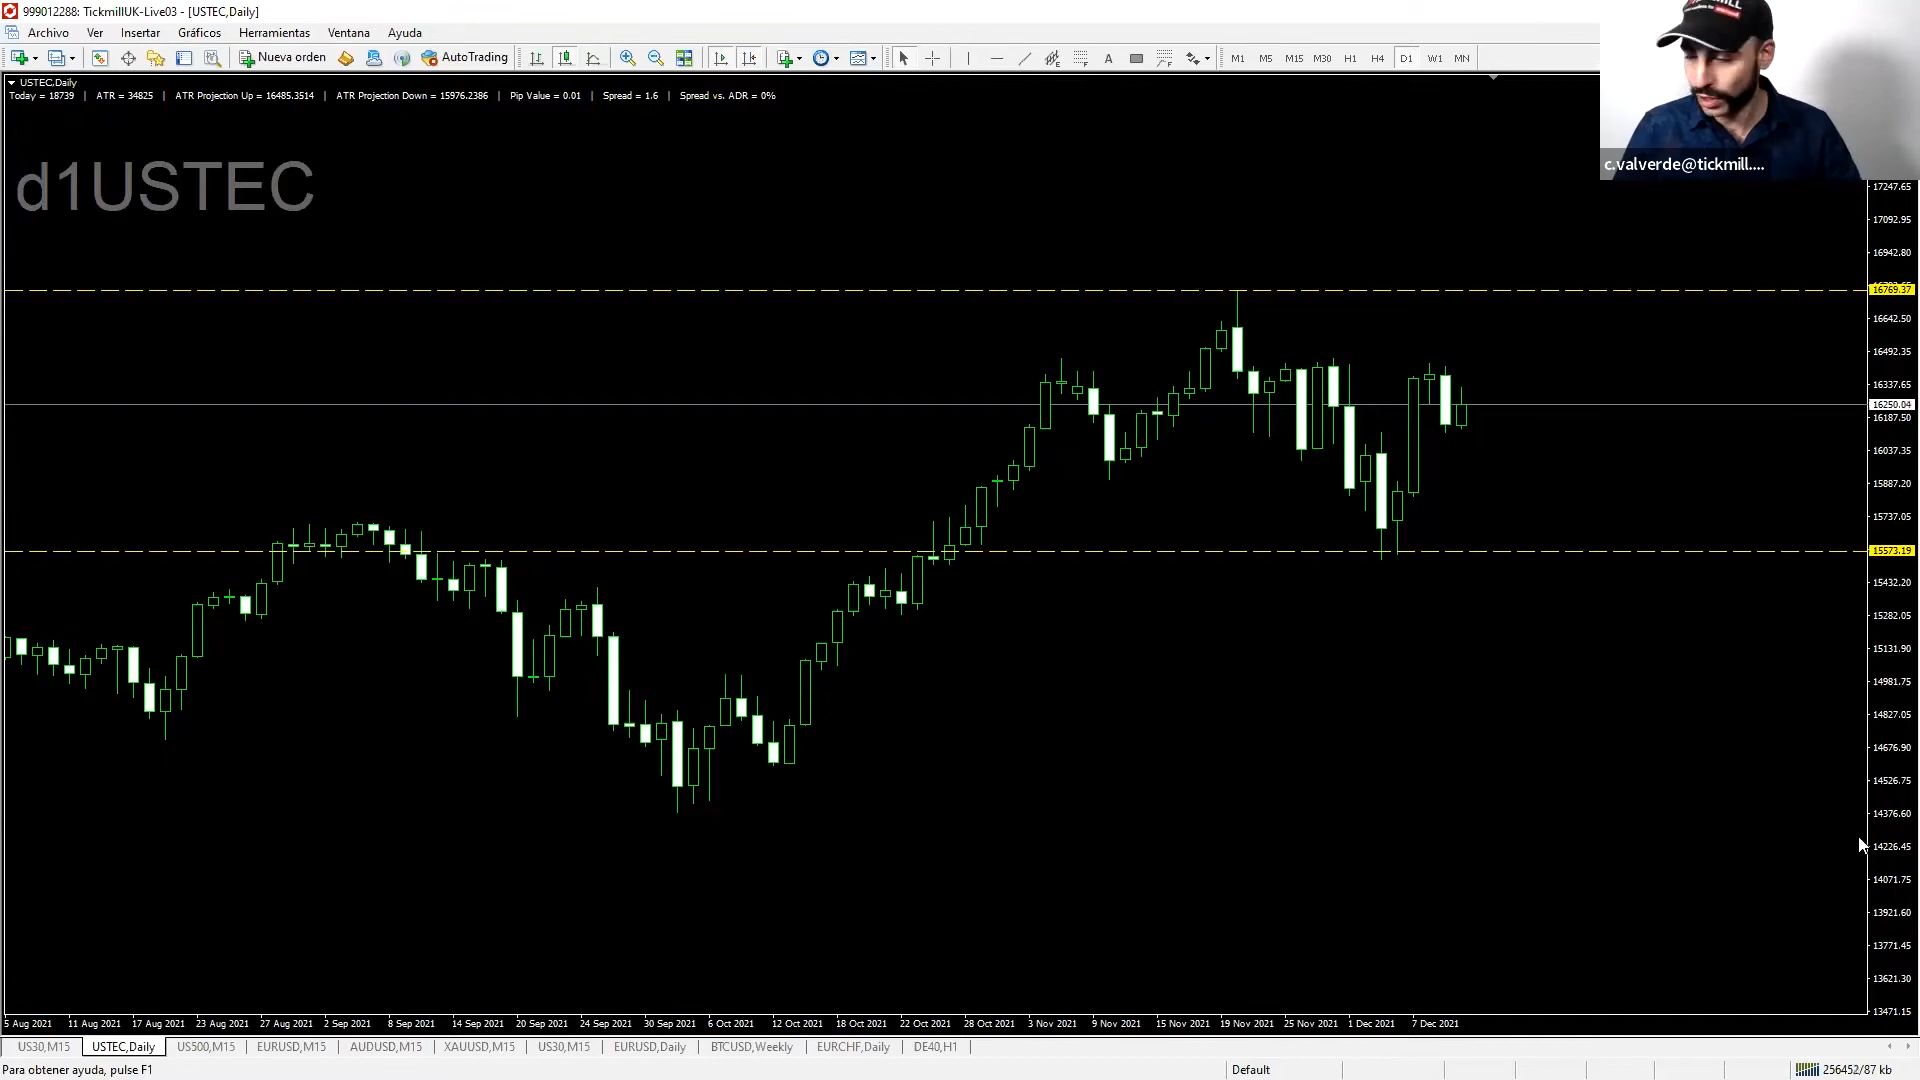 999012288: TickmillUK-Live03 - [USTEC,Daily]
Archivo Ver Insertar Gráficos Herramientas Ventana Ayuda
Nueva orden AutoTrading A M1 M5 M15 M30 H1 H4 D1 W1 MN
USTEC,Daily
Today = 18739 | ATR = 34825 | ATR Projection Up = 16485.3514 | ATR Projection Down = 15976.2386 | Pip Value = 0.01 | Spread = 1.6 | Spread vs. ADR = 0%
d1USTEC
c.valverde@tickmill....
17247.65
17092.95
16942.80
16769.37
16642.50
16492.35
16337.65
16250.04
16187.50
16037.35
15887.20
15737.05
15573.19
15432.20
15282.05
15131.90
14981.75
14827.05
14676.90
14526.75
14376.60
14226.45
14071.75
13921.60
13771.45
13621.30
13471.15
5 Aug 2021 11 Aug 2021 17 Aug 2021 23 Aug 2021 27 Aug 2021 2 Sep 2021 8 Sep 2021 14 Sep 2021 20 Sep 2021 24 Sep 2021 30 Sep 2021 6 Oct 2021 12 Oct 2021 18 Oct 2021 22 Oct 2021 28 Oct 2021 3 Nov 2021 9 Nov 2021 15 Nov 2021 19 Nov 2021 25 Nov 2021 1 Dec 2021 7 Dec 2021
US30,M15 USTEC,Daily US500,M15 EURUSD,M15 AUDUSD,M15 XAUUSD,M15 US30,M15 EURUSD,Daily BTCUSD,Weekly EURCHF,Daily DE40,H1
Para obtener ayuda, pulse F1 Default 256452/87 kb